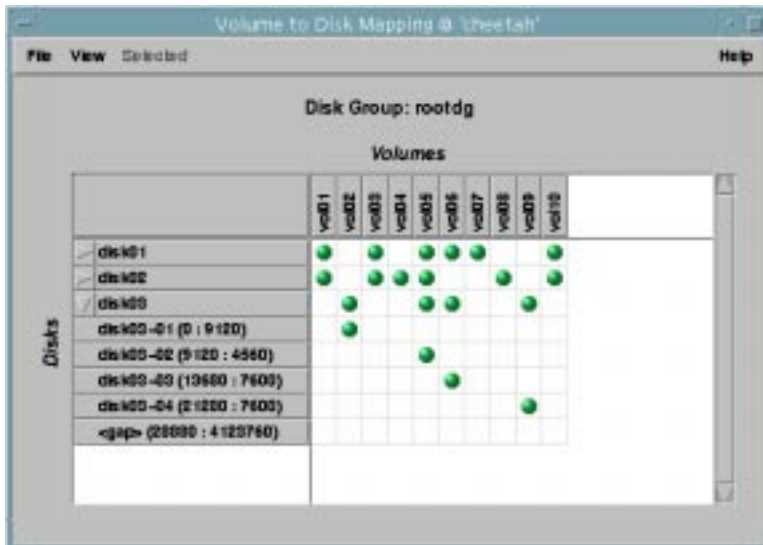 Volume to Disk Mapping @ 'cheetah'
File View Selected Help
Disk Group: rootdg
Volumes
vol01 vol02 vol03 vol04 vol05 vol06 vol07 vol08 vol09 vol10
Disks
disk01
disk02
disk03
disk03-01 (0 : 9120)
disk03-02 (9120 : 4560)
disk03-03 (13680 : 7600)
disk03-04 (21280 : 7600)
<gap> (28880 : 4123760)